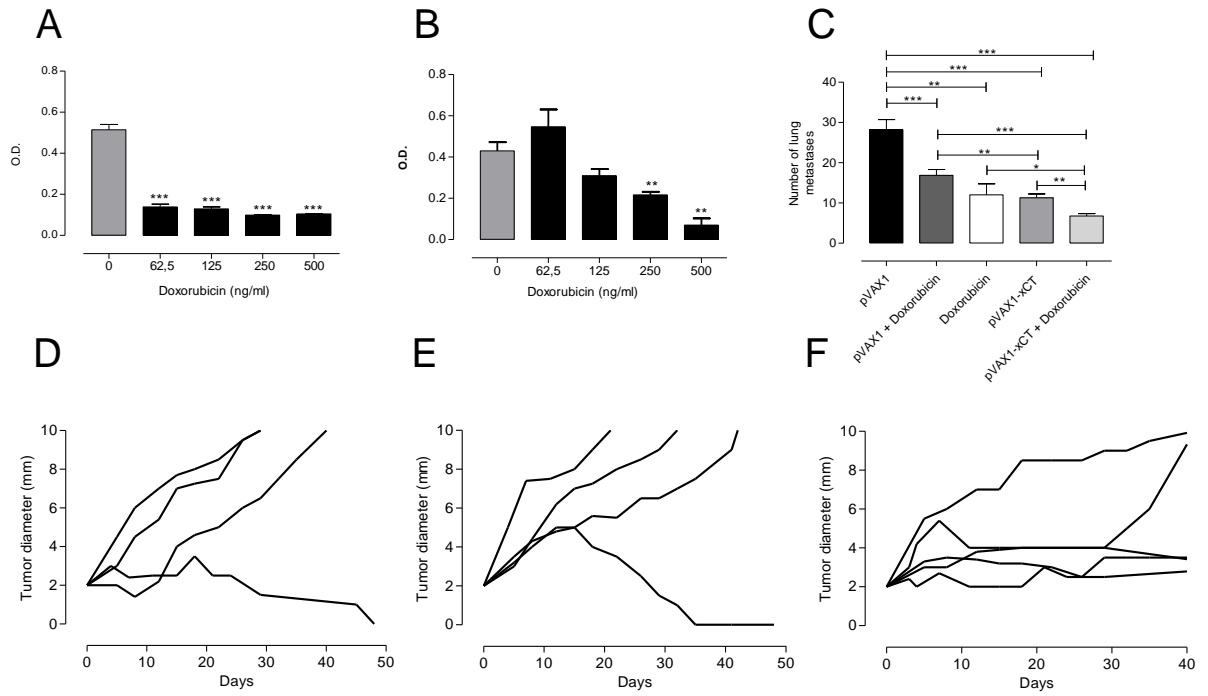 A
0.8
0.6
0.4
0.2
0.0
O.D.
*** *** *** ***
0 62,5 125 250 500
Doxorubicin (ng/ml)
B
0.8
0.6
0.4
0.2
0.0
O.D.
** **
0 62,5 125 250 500
Doxorubicin (ng/ml)
C
***
***
**
***
***
**
*
**
40
30
20
10
0
Number of lung
metastases
pVAX1
pVAX1 + Doxorubicin
Doxorubicin
pVAX1-xCT
pVAX1-xCT + Doxorubicin
D
10
8
6
4
2
0
Tumor diameter (mm)
0 10 20 30 40 50
Days
E
10
8
6
4
2
0
Tumor diameter (mm)
0 10 20 30 40 50
Days
F
10
8
6
4
2
0
Tumor diameter (mm)
0 10 20 30 40
Days